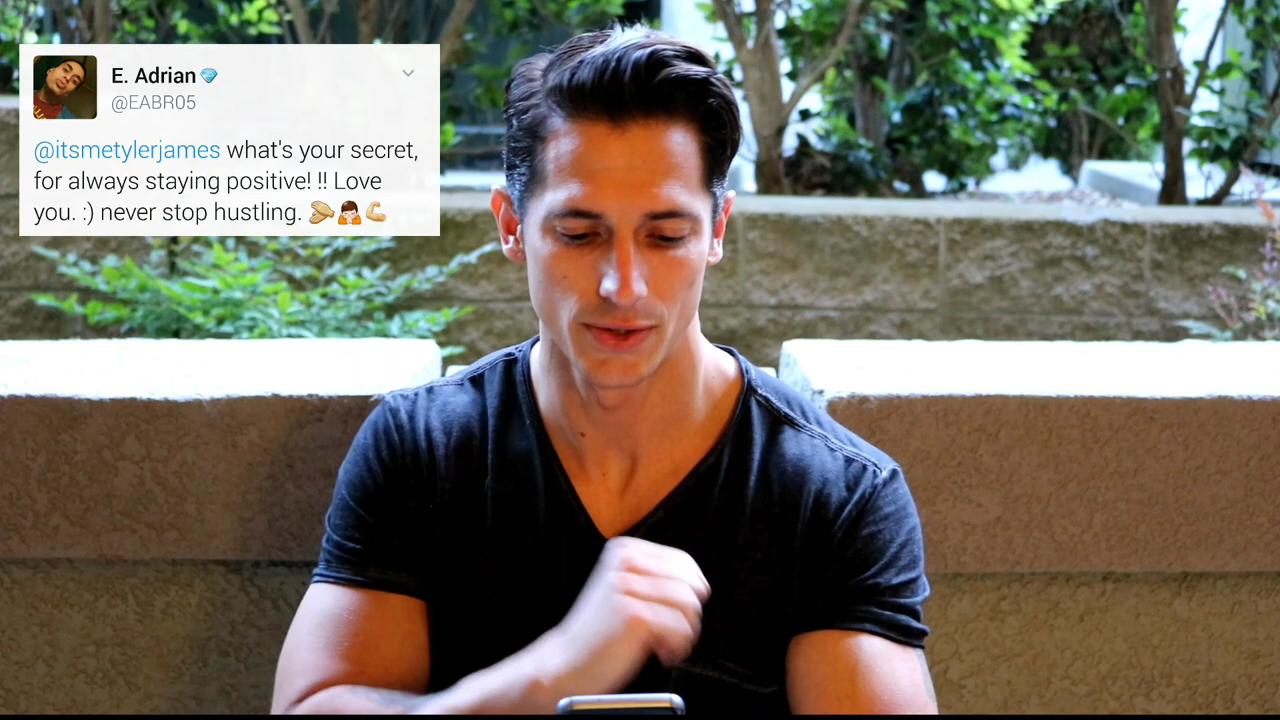 E. Adrian💎
@EABR05
@itsmetylerjames what's your secret,
for always staying positive! !! Love
you. :) never stop hustling. 👏🙏💪